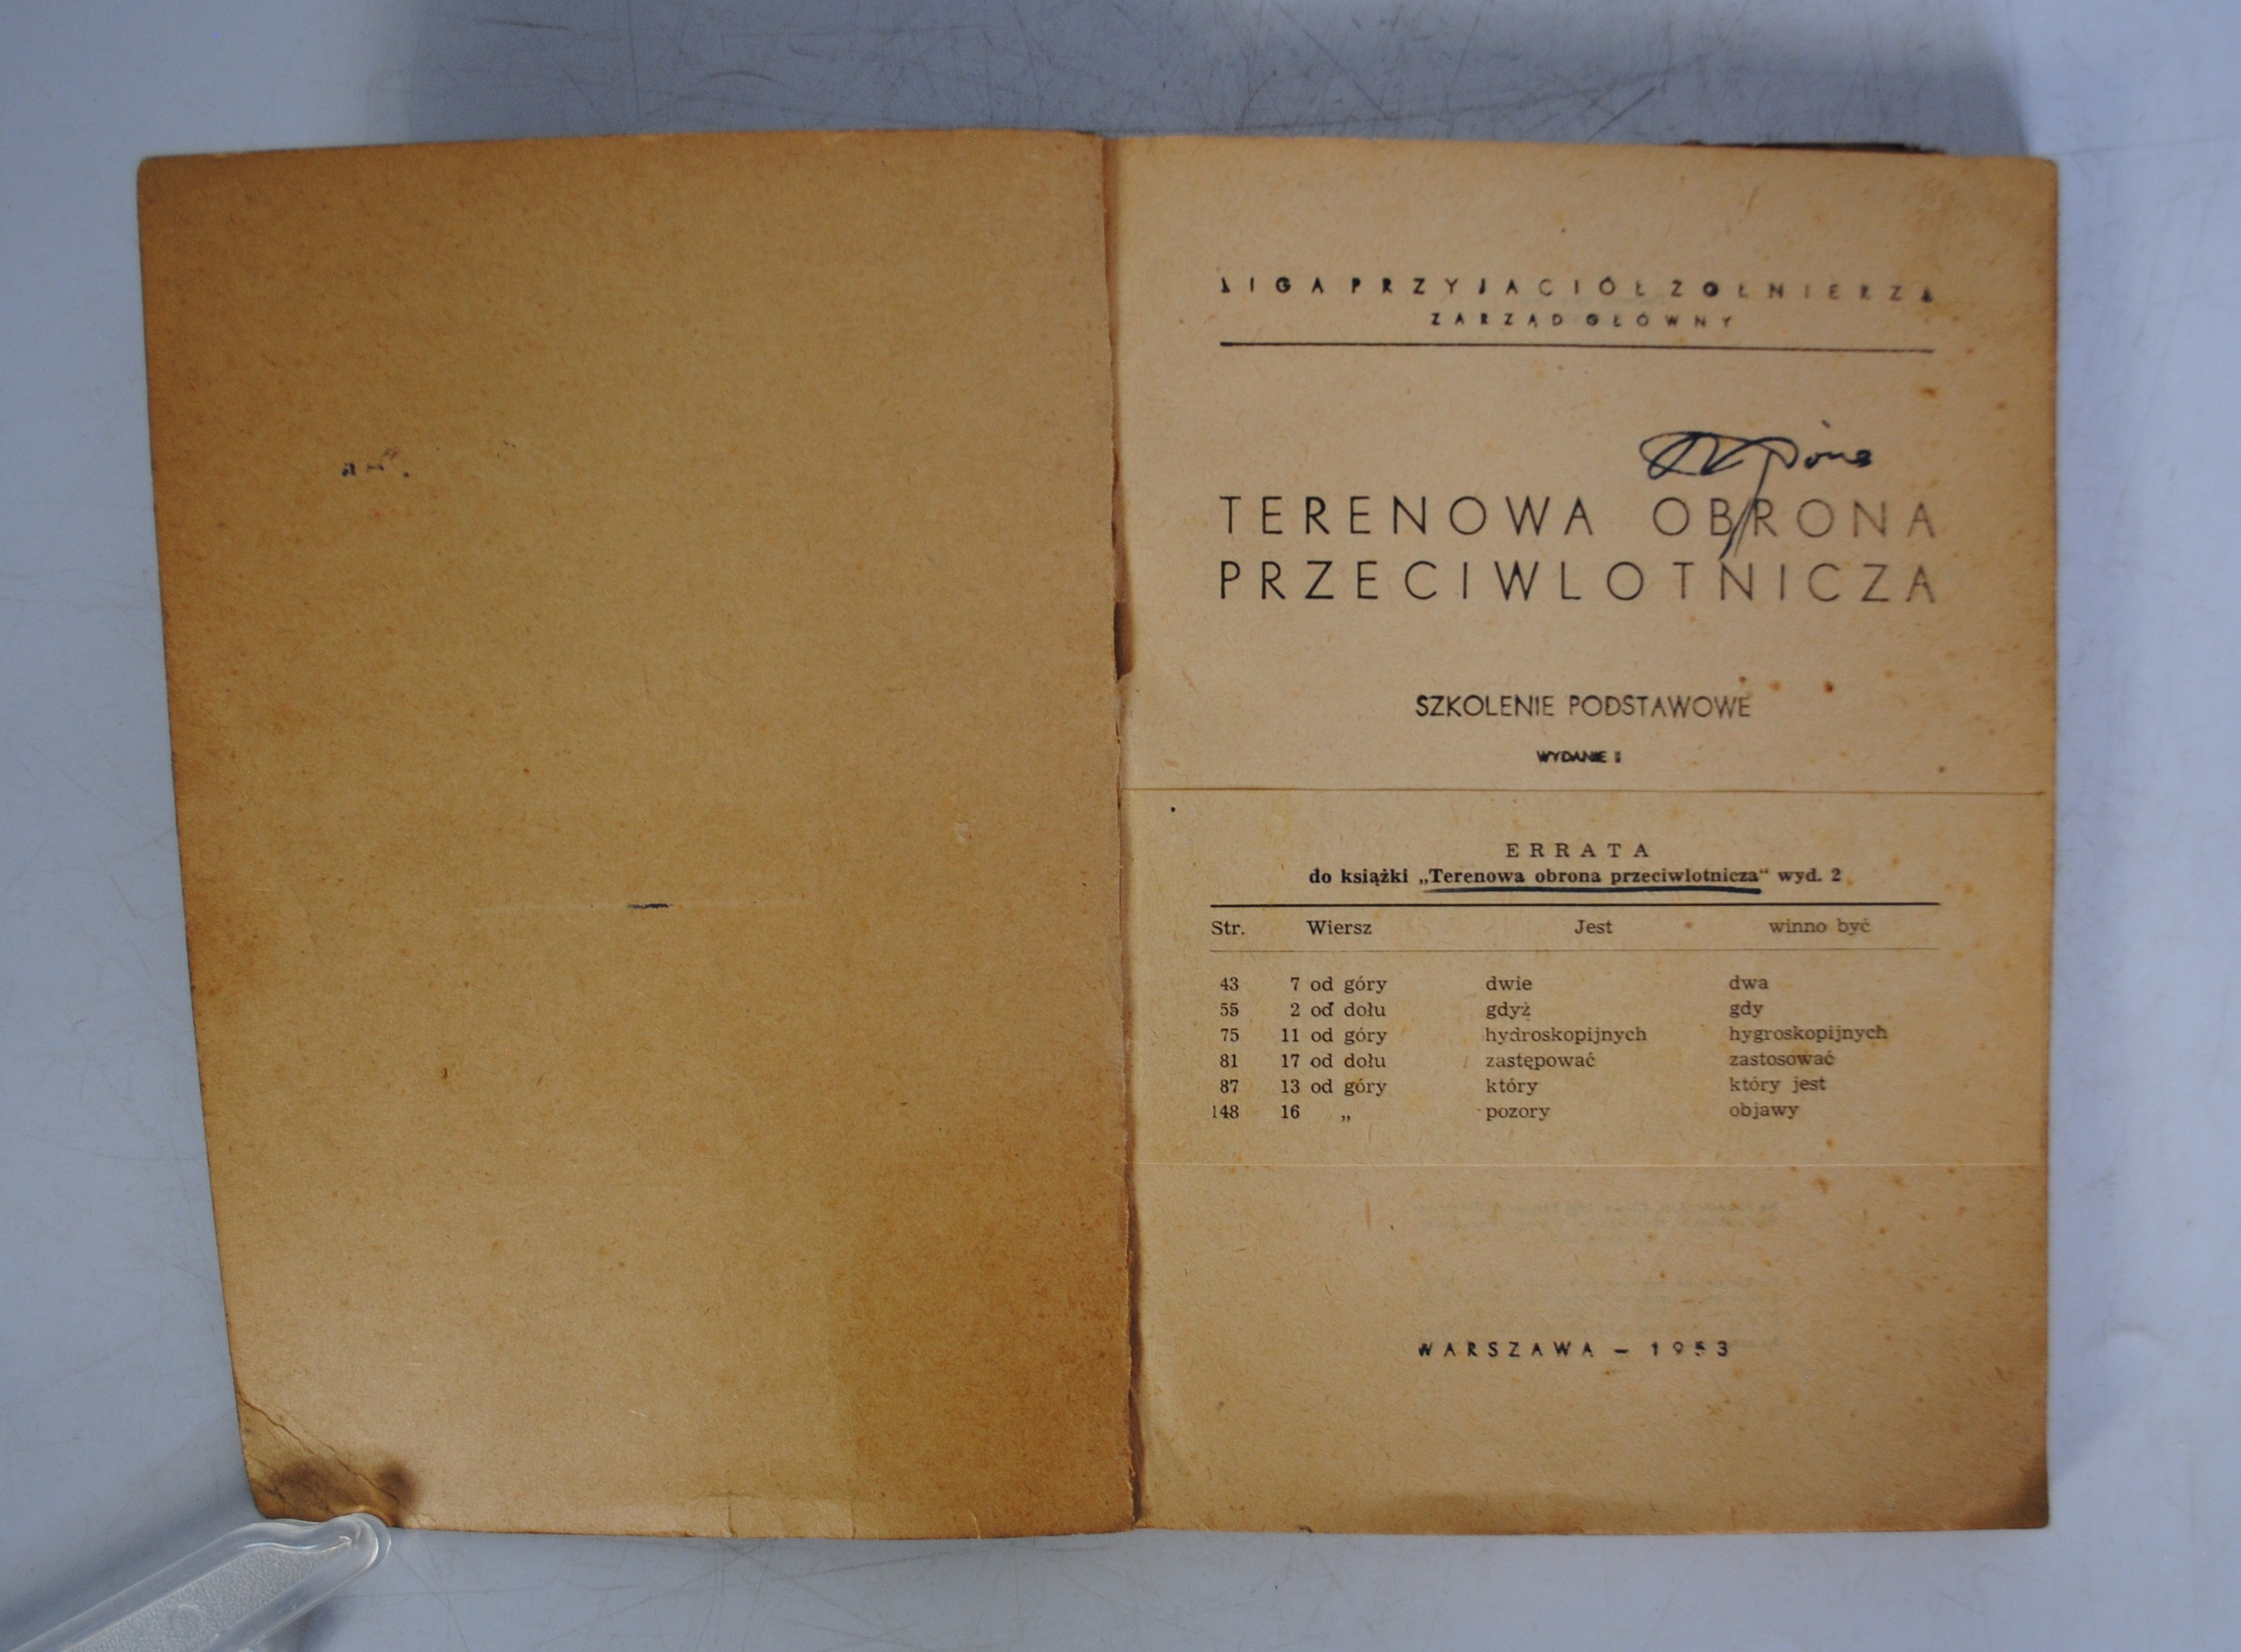 LIGA PRZYJACIÓŁ ŻOŁNIERZA
ZARZĄD GŁÓWNY
TERENOWA OBRONA
PRZECIWLOTNICZA
SZKOLENIE PODSTAWOWE
WYDANIE
ERRATA
do książki „Terenowa obrona przeciwlotnicza“ wyd. 2
Str. Wiersz Jest winno być
43 7 od góry dwie dwa
55 2 od dołu gdyż gdy
75 11 od góry hydroskopijnych hygroskopijnych
81 17 od dołu zastępować zastosować
87 13 od góry który który jest
148 16 „ pozory objawy
WARSZAWA – 1953